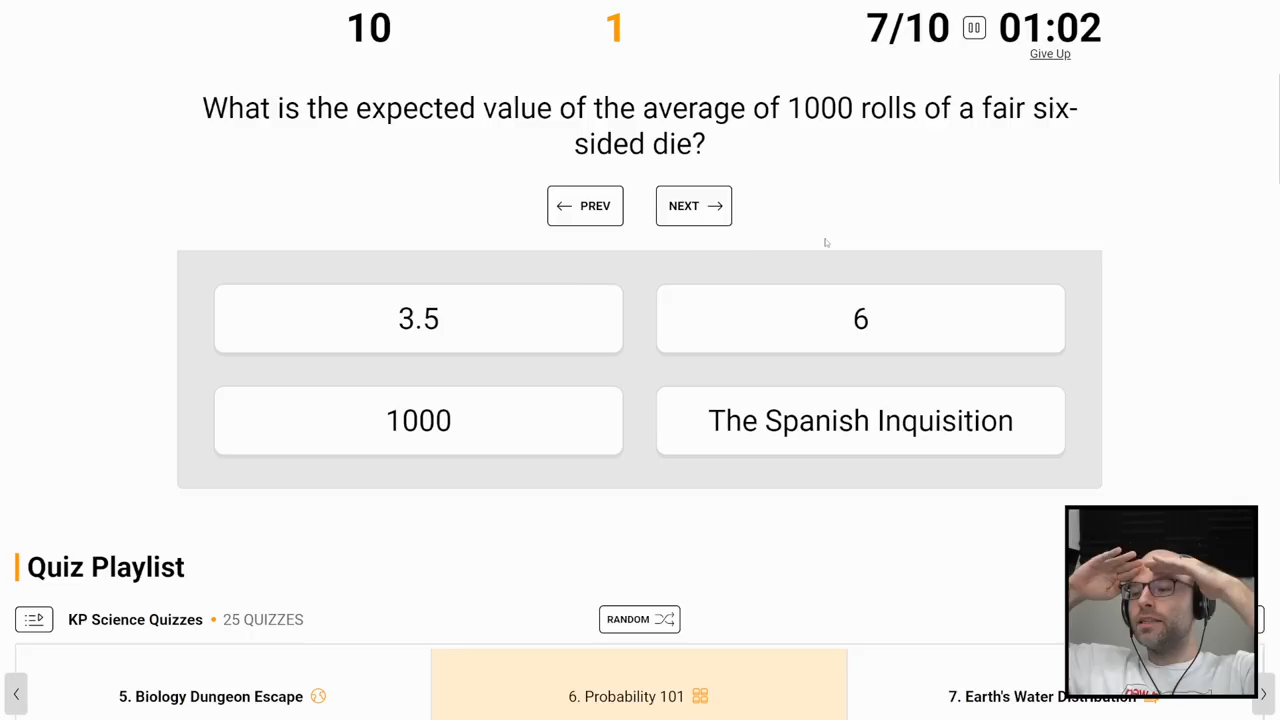 10
1
7/10
01:02
Give Up
What is the expected value of the average of 1000 rolls of a fair six-
sided die?
PREV
NEXT
3.5
6
1000
The Spanish Inquisition
Quiz Playlist
KP Science Quizzes • 25 QUIZZES
RANDOM
5. Biology Dungeon Escape
6. Probability 101
7. Earth's Water Distribution